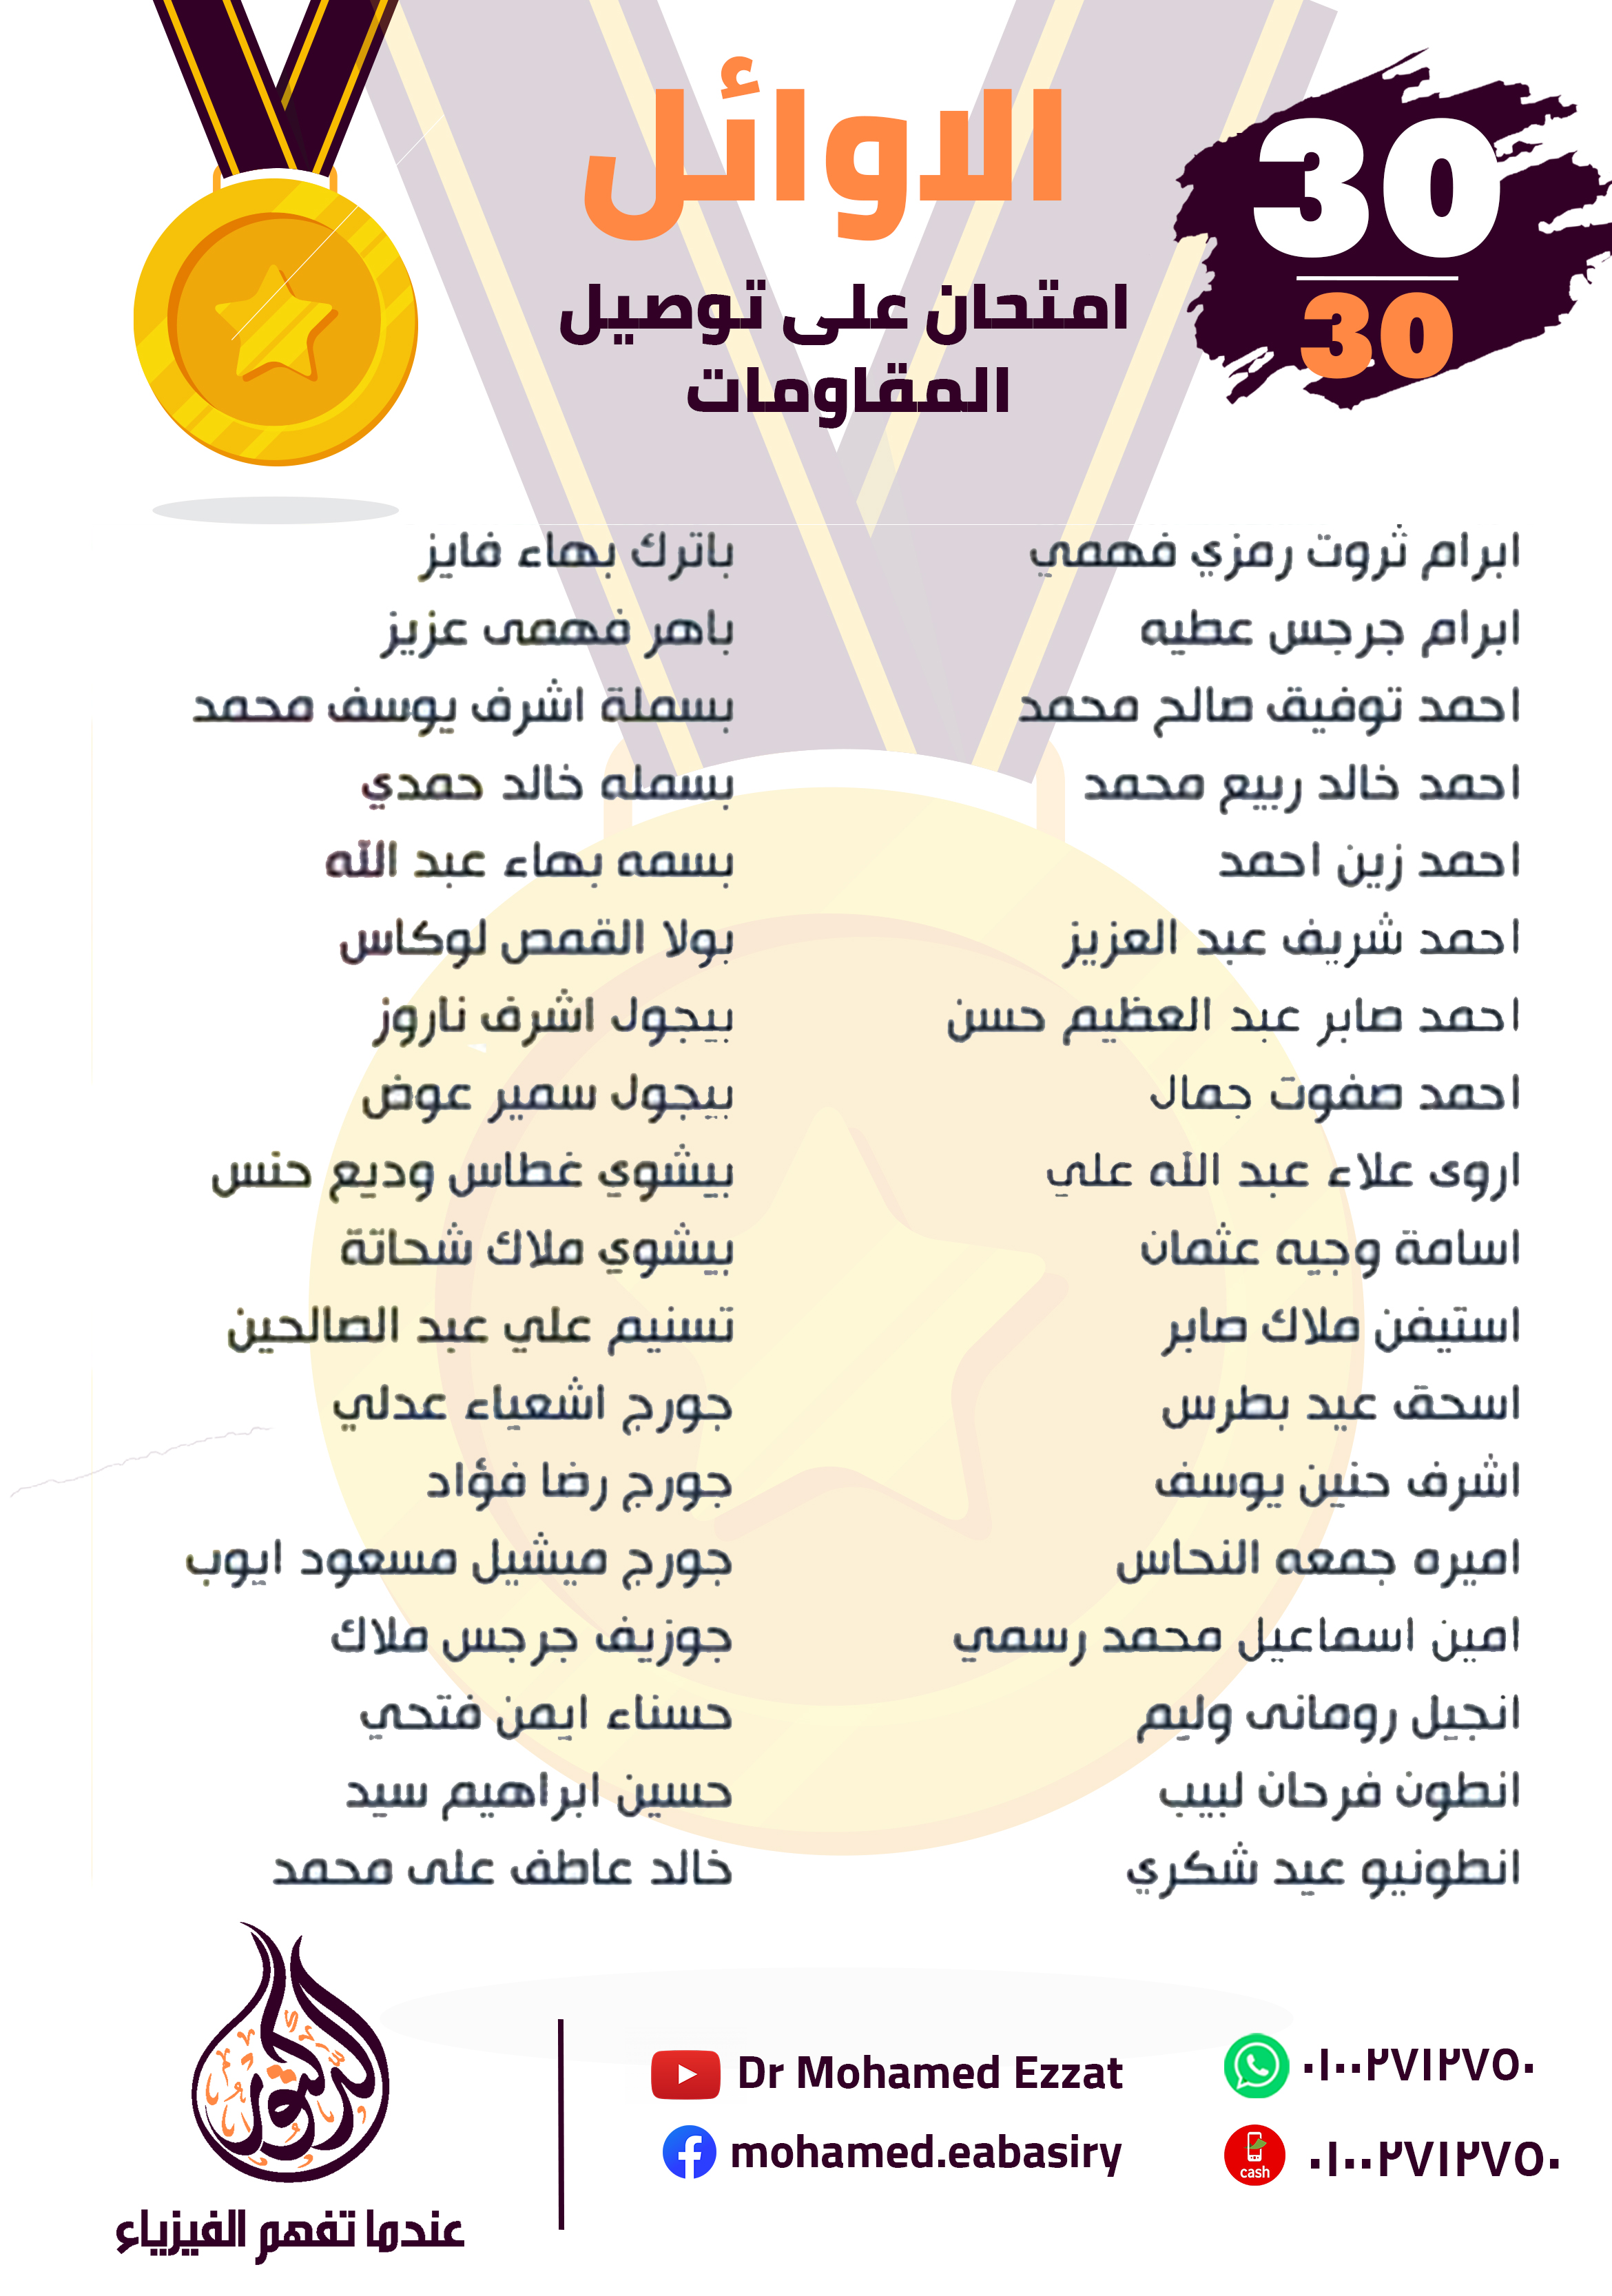 الاوائل
امتحان على توصيل
المقاومات
30
30
ابرام ثروت رمزي فهمي
ابرام جرجس عطيه
احمد توفيق صالح محمد
احمد خالد ربيع محمد
احمد زين احمد
احمد شريف عبد العزيز
احمد صابر عبد العظيم حسن
احمد صفوت جمال
اروى علاء عبد الله علي
اسامة وجيه عثمان
استيفن ملاك صابر
اسحق عيد بطرس
اشرف حنين يوسف
اميره جمعه النحاس
امين اسماعيل محمد رسمي
انجيل رومانى وليم
انطون فرحان لبيب
انطونيو عيد شكري
باترك بهاء فايز
باهر فهمى عزيز
بسملة اشرف يوسف محمد
بسمله خالد حمدي
بسمه بهاء عبد الله
بولا القمص لوكاس
بيجول اشرف ناروز
بيجول سمير عوض
بيشوي غطاس وديع حنس
بيشوي ملاك شحاتة
تسنيم علي عبد الصالحين
جورج اشعياء عدلي
جورج رضا فؤاد
جورج ميشيل مسعود ايوب
جوزيف جرجس ملاك
حسناء ايمن فتحي
حسين ابراهيم سيد
خالد عاطف على محمد
٠١٠٠٢٧١٢٧٥٠
cash ٠١٠٠٢٧١٢٧٥٠
Dr Mohamed Ezzat
mohamed.eabasiry
الدكتور
عندما تفهم الفيزياء